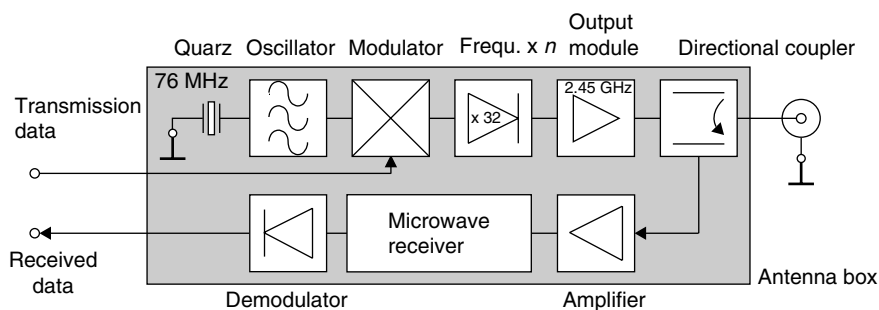 Quarz
Oscillator
Modulator
Frequ. x n
Output
module
Directional coupler
76 MHz
2.45 GHz
Transmission
data
x 32
Microwave
receiver
Received
data
Demodulator
Amplifier
Antenna box